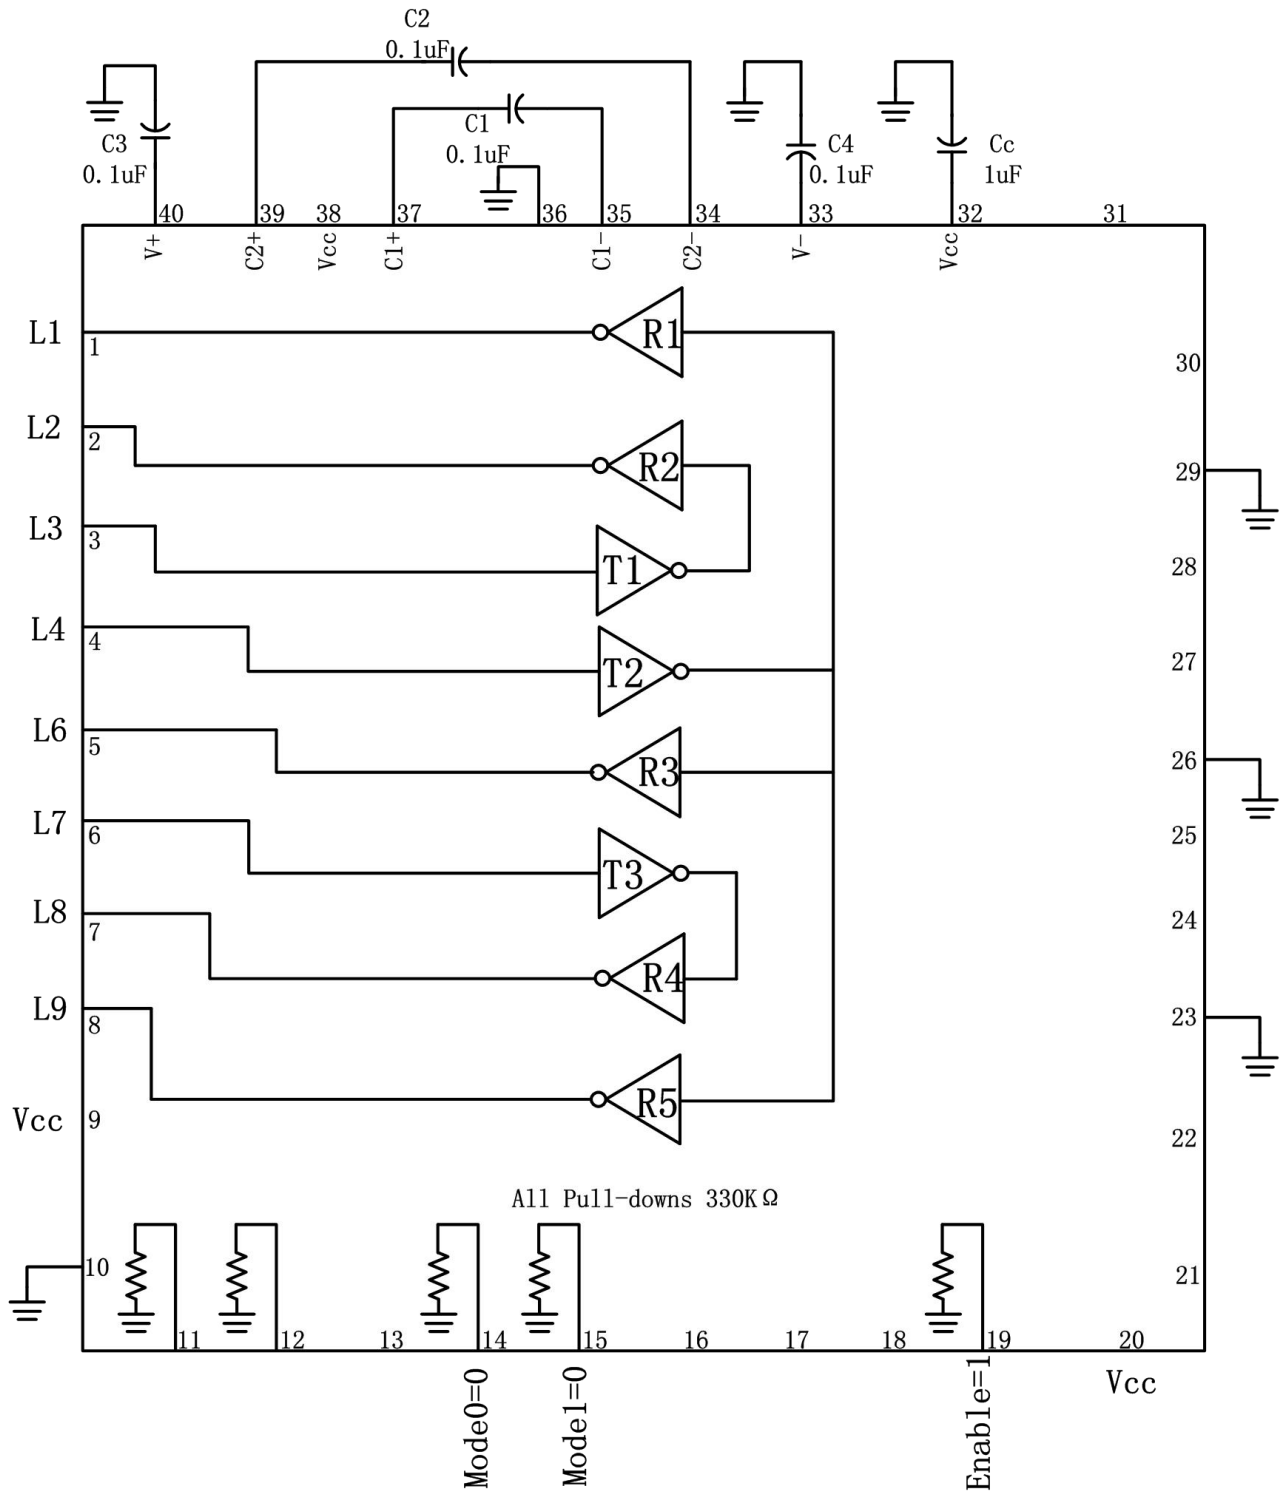 C2
0.1uF
C1
0.1uF
C3
0.1uF
C4
0.1uF
Cc
1uF
40 39 38 37 36 35 34 33 32 31
V+ C2+ Vcc C1+ C1- C2- V- Vcc
L1 1 R1
30
L2 2 R2
29
L3 3 T1
28
L4 4 T2
27
L6 5 R3
26
L7 6 T3
25
L8 7 R4
24
L9 8 R5
23
Vcc 9
22
All Pull-downs 330KΩ
10
21
11 12 13 14 15 16 17 18 19 20
Mode0=0
Mode1=0
Enable=1
Vcc